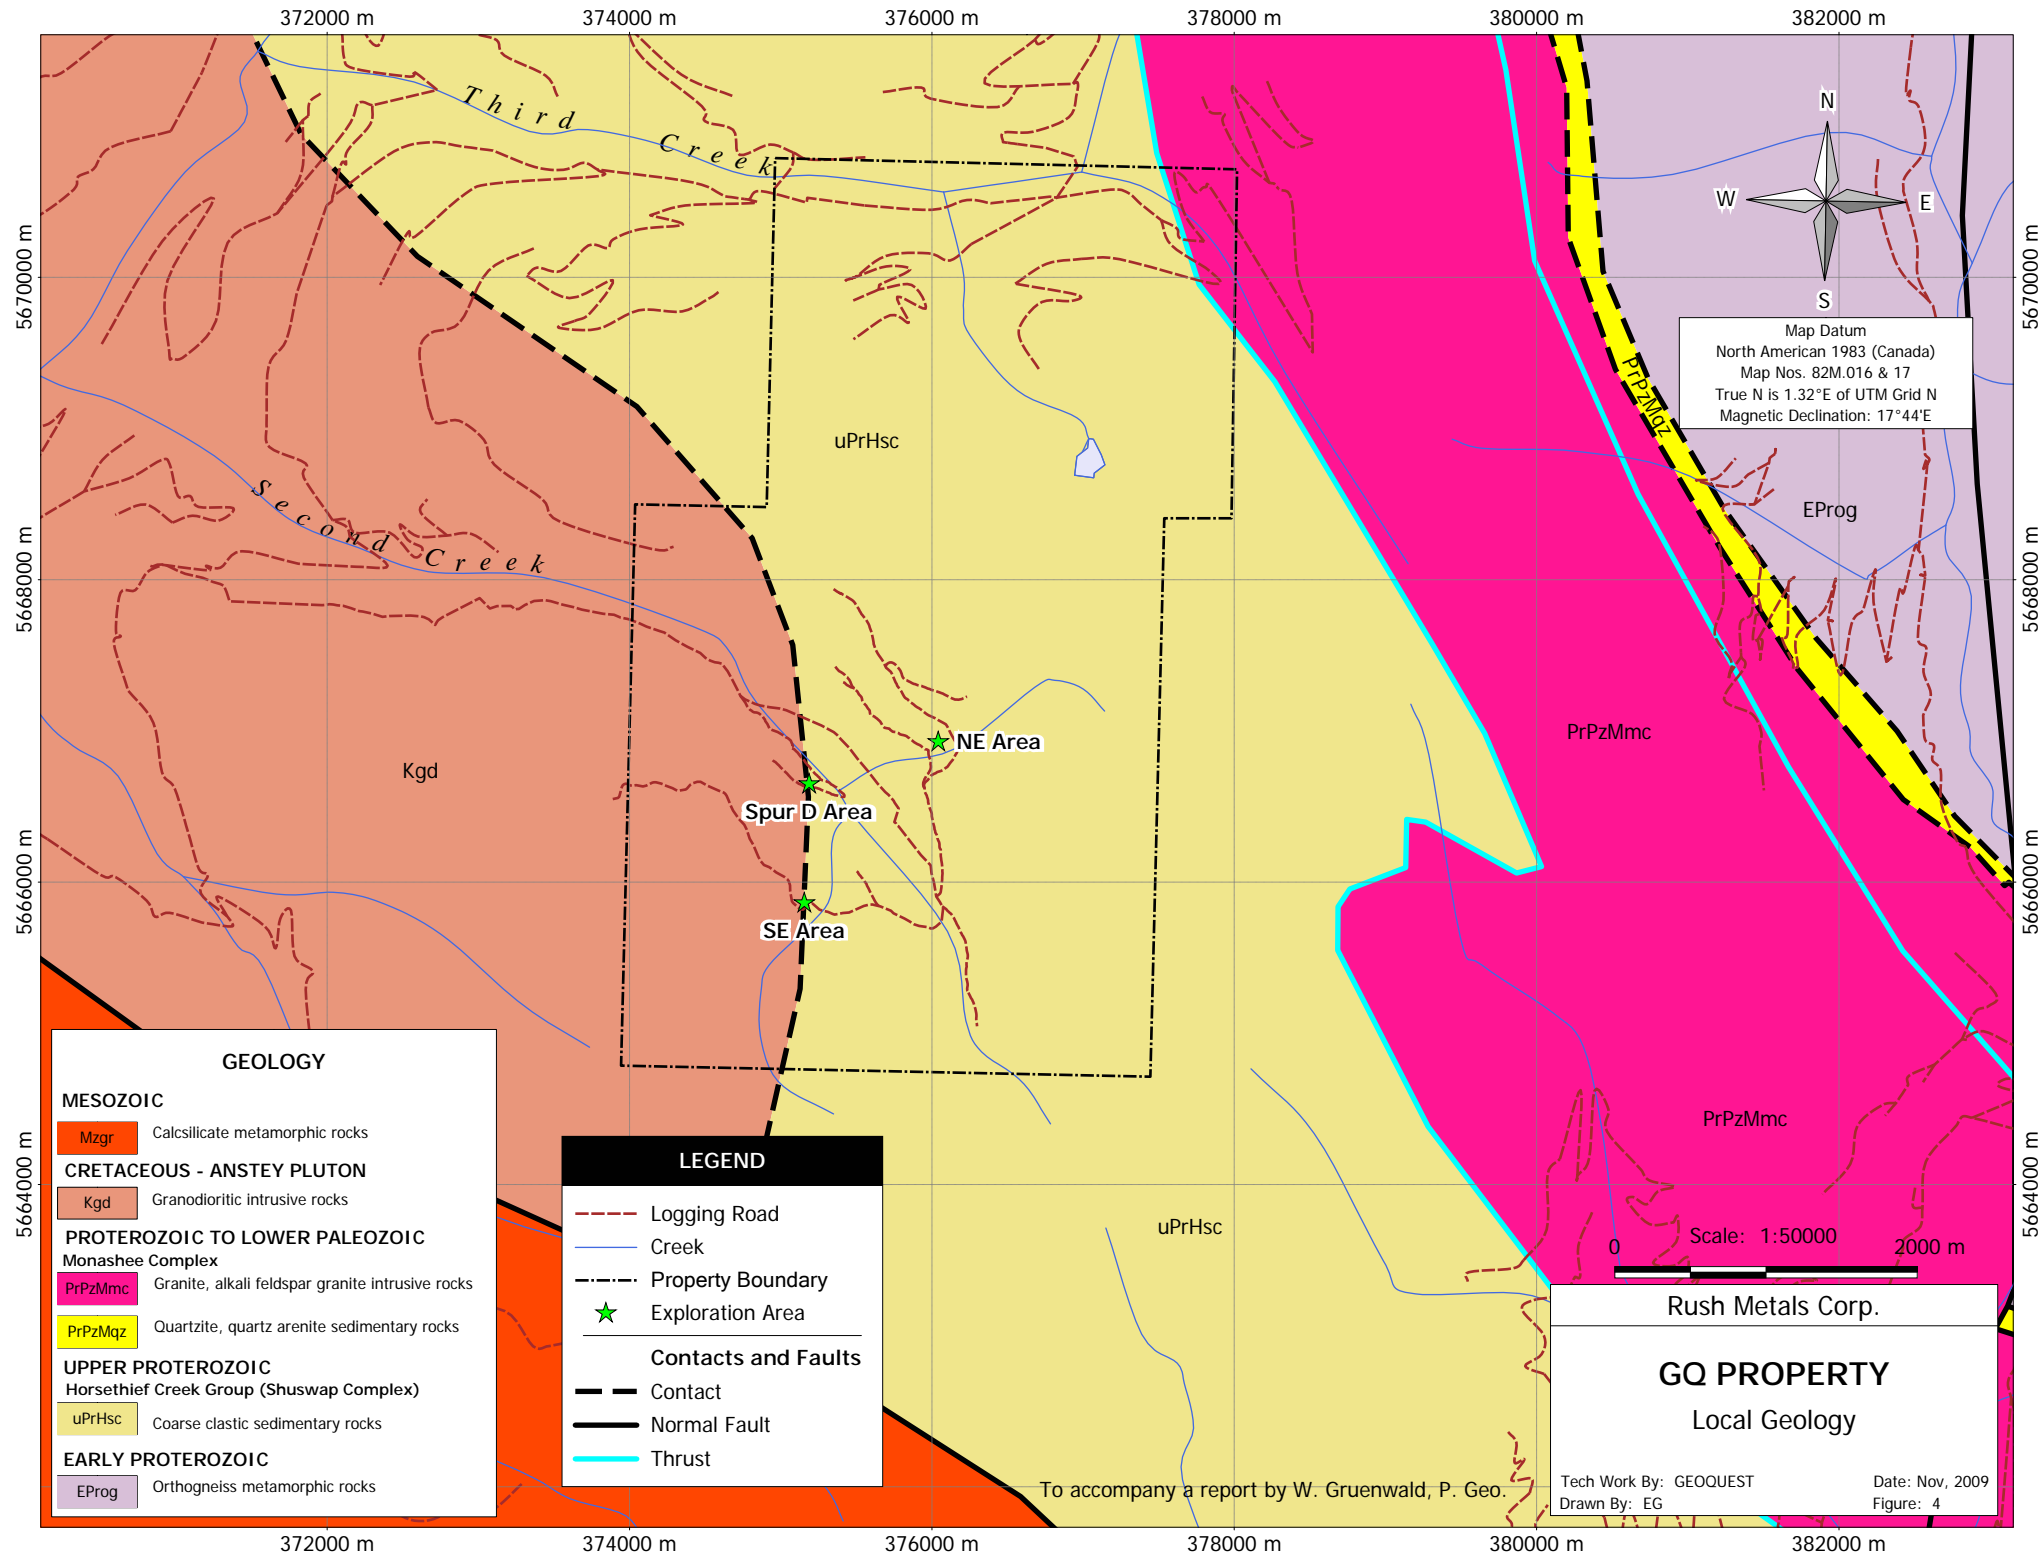 372000 m
374000 m
376000 m
378000 m
380000 m
382000 m
5670000 m
5668000 m
5666000 m
5664000 m
5670000 m
5668000 m
5666000 m
5664000 m
Third Creek
Second Creek
N
W
E
S
Map Datum
North American 1983 (Canada)
Map Nos. 82M.016 & 17
True N is 1.32°E of UTM Grid N
Magnetic Declination: 17°44'E
PrPzMqz
uPrHsc
EProg
PrPzMmc
Kgd
NE Area
Spur D Area
SE Area
PrPzMmc
uPrHsc
GEOLOGY
MESOZOIC
Mzgr Calcsilicate metamorphic rocks
CRETACEOUS - ANSTEY PLUTON
Kgd Granodioritic intrusive rocks
PROTEROZOIC TO LOWER PALEOZOIC
Monashee Complex
PrPzMmc Granite, alkali feldspar granite intrusive rocks
PrPzMqz Quartzite, quartz arenite sedimentary rocks
UPPER PROTEROZOIC
Horsethief Creek Group (Shuswap Complex)
uPrHsc Coarse clastic sedimentary rocks
EARLY PROTEROZOIC
EProg Orthogneiss metamorphic rocks
LEGEND
Logging Road
Creek
Property Boundary
Exploration Area
Contacts and Faults
Contact
Normal Fault
Thrust
To accompany a report by W. Gruenwald, P. Geo.
Scale: 1:50000
0 2000 m
Rush Metals Corp.
GQ PROPERTY
Local Geology
Tech Work By: GEOQUEST Date: Nov, 2009
Drawn By: EG Figure: 4
372000 m
374000 m
376000 m
378000 m
380000 m
382000 m